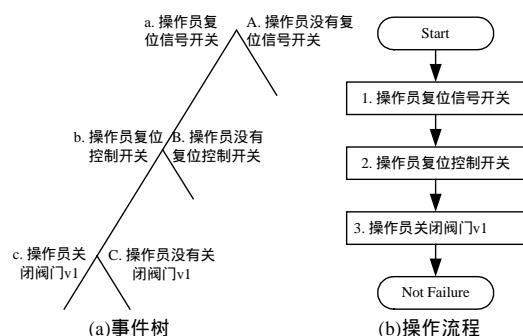 a. 操作员复
位信号开关
A. 操作员没有复
位信号开关
b. 操作员复位
控制开关
B. 操作员没有
复位控制开关
c. 操作员关
闭阀门v1
C. 操作员没有关
闭阀门v1
(a)事件树
Start
1. 操作员复位信号开关
2. 操作员复位控制开关
3. 操作员关闭阀门v1
Not Failure
(b)操作流程